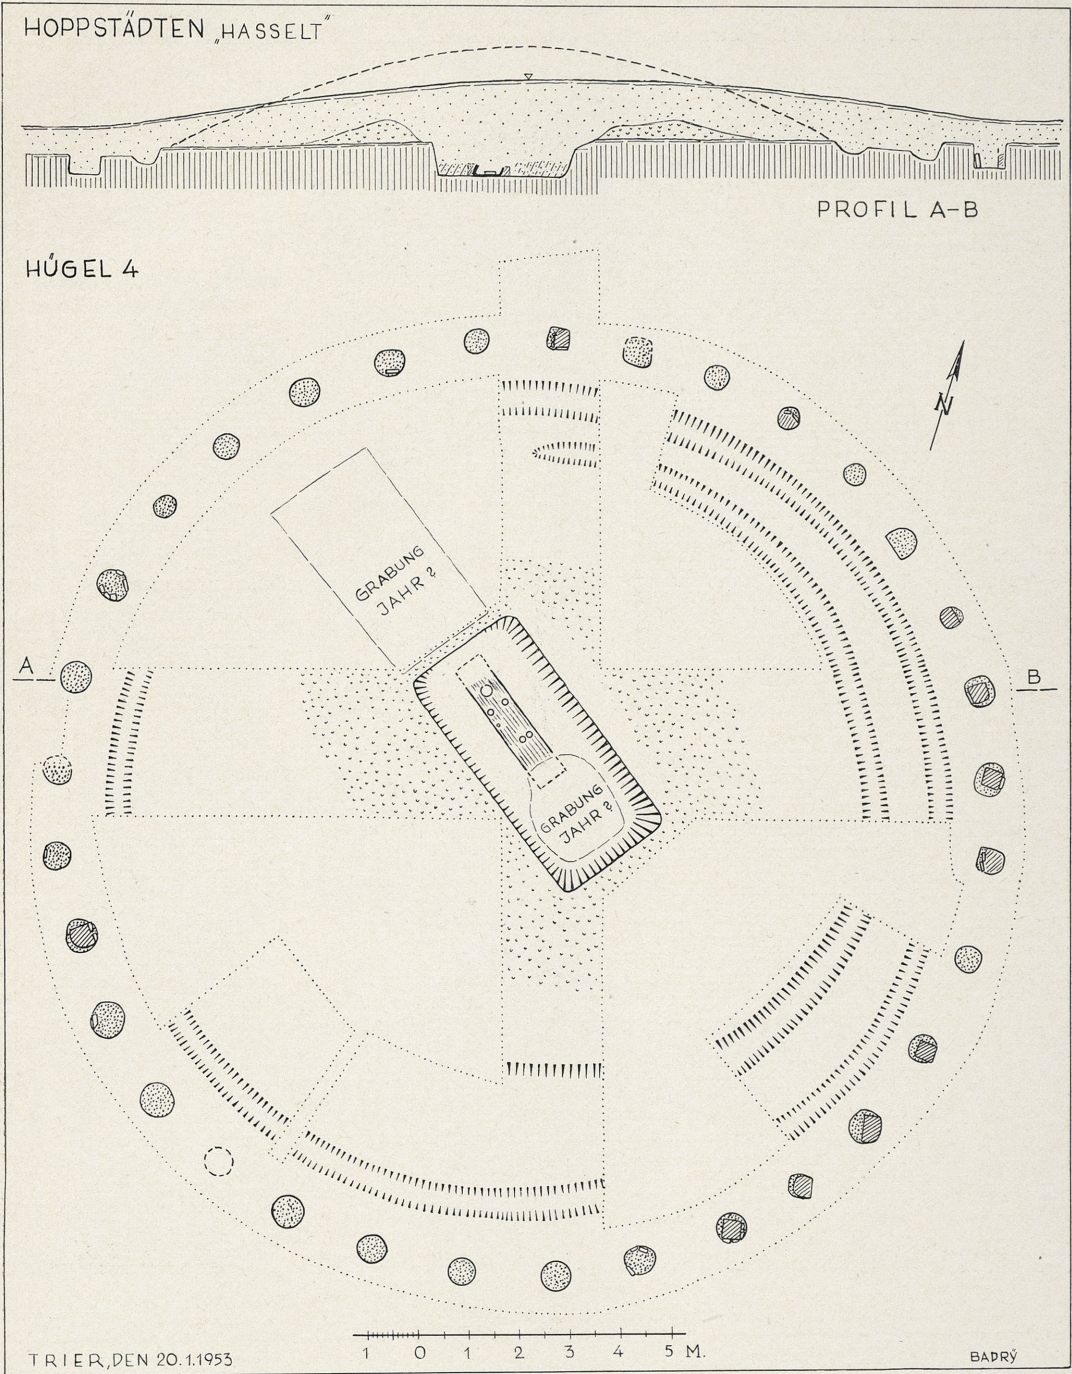 HOPPSTÄDTEN „HASSELT"
PROFIL A-B
HÜGEL 4
N
GRABUNG
JAHR ?
A
B
GRABUNG
JAHR ?
1 0 1 2 3 4 5 M.
TRIER, DEN 20.1.1953
BADRŸ